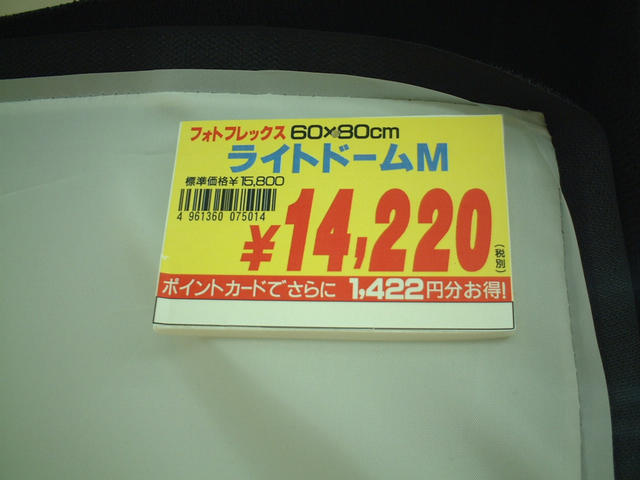 フォトフレックス 60×80cm
ライトドームM
標準価格¥15,800
4 961360 075014
¥14,220
(税別)
ポイントカードでさらに 1,422円分お得!